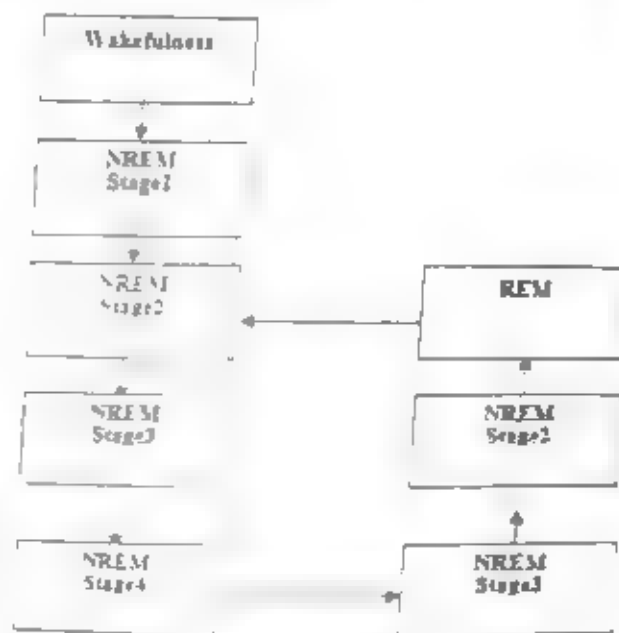 Wakefulness
NREM
Stage1
NREM
Stage2
REM
NREM
Stage3
NREM
Stage2
NREM
Stage4
NREM
Stage3